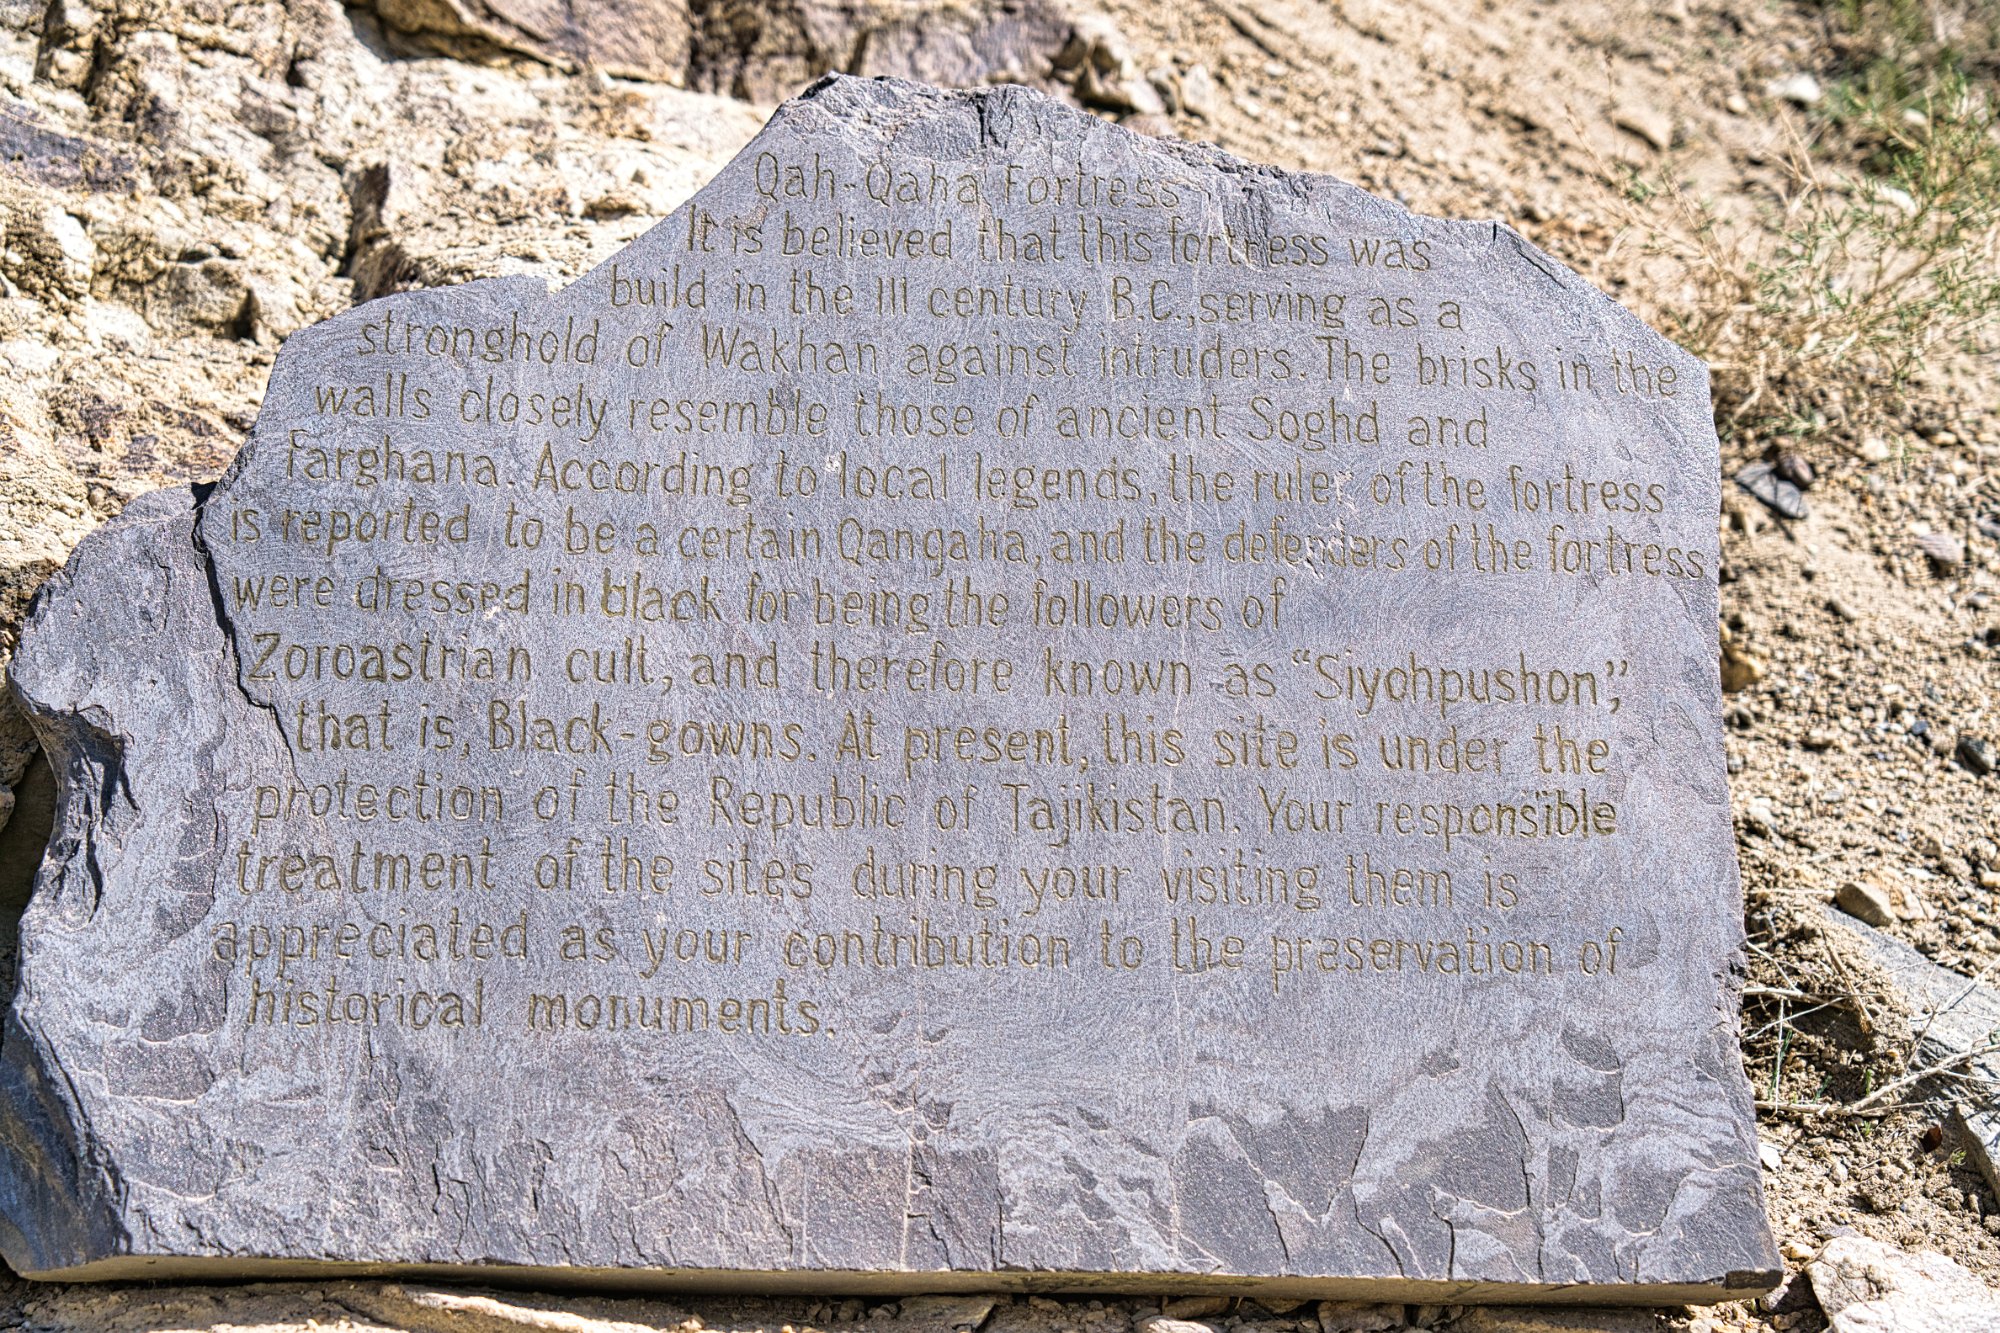 Qah-Qaha Fortress
It is believed that this fortress was
build in the III century B.C.,serving as a
stronghold of Wakhan against intruders. The brisks in the
walls closely resemble those of ancient Soghd and
Farghana. According to local legends, the ruler of the fortress
is reported to be a certain Qangaha, and the defenders of the fortress
were dressed in black for being the followers of
Zoroastrian cult, and therefore known as "Siyohpushon",
that is, Black-gowns. At present, this site is under the
protection of the Republic of Tajikistan. Your responsible
treatment of the sites during your visiting them is
appreciated as your contribution to the preservation of
historical monuments.